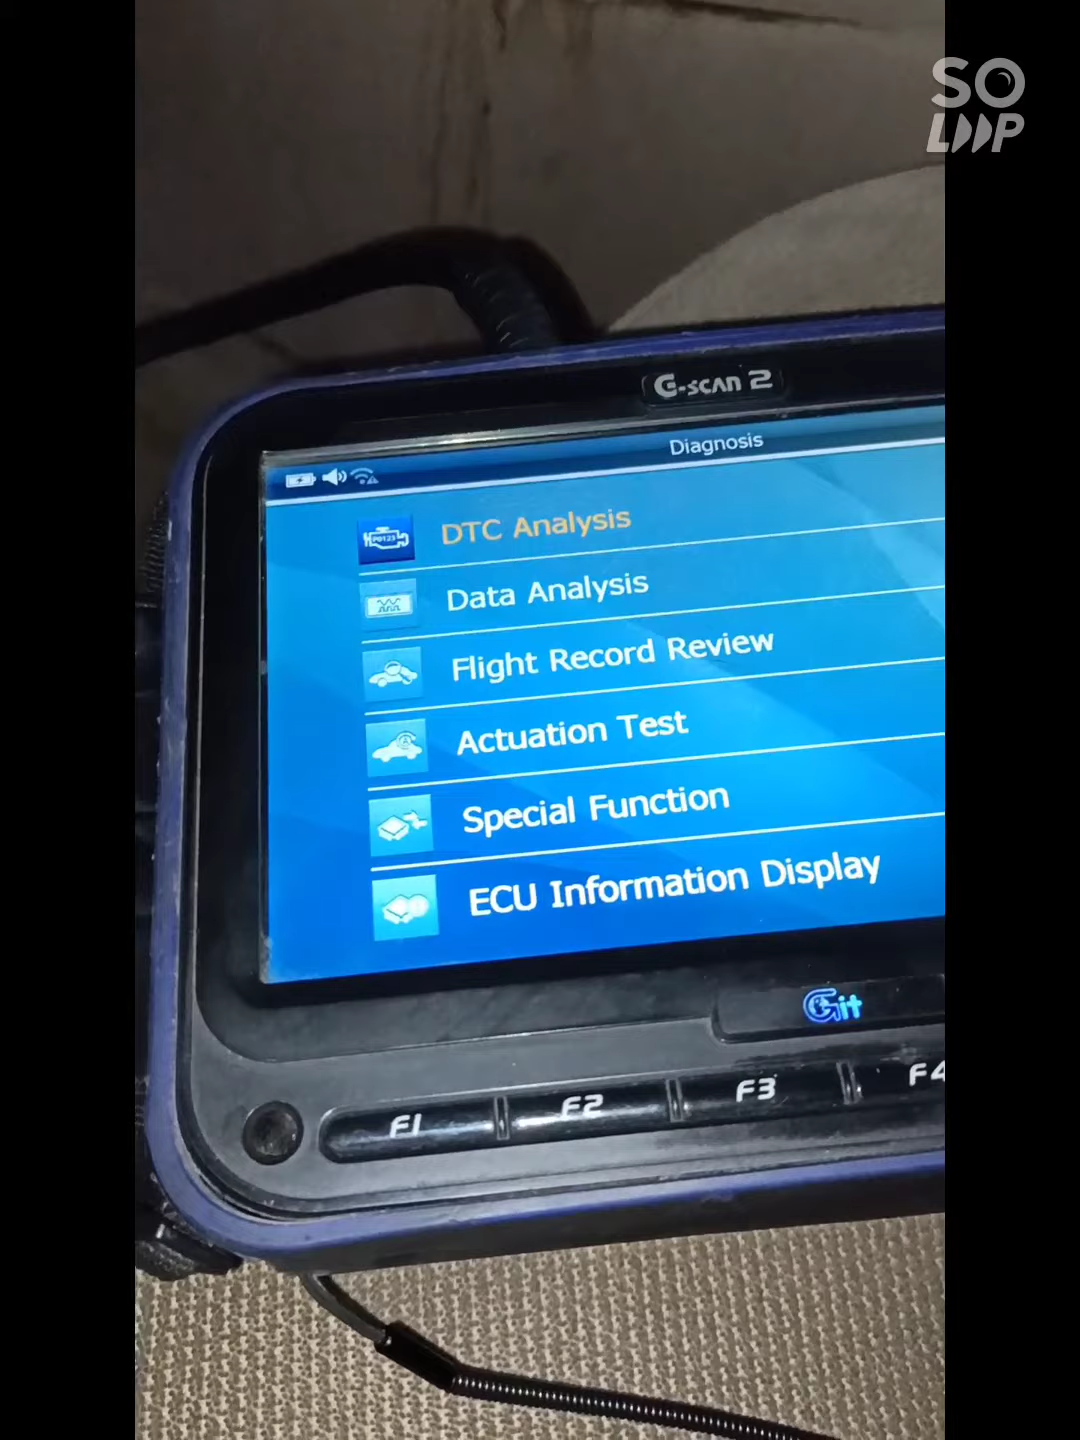 SO
LOOP
G-SCAN 2
Diagnosis
P0123
DTC Analysis
Data Analysis
Flight Record Review
Actuation Test
Special Function
ECU Information Display
Git
F1
F2
F3
F4